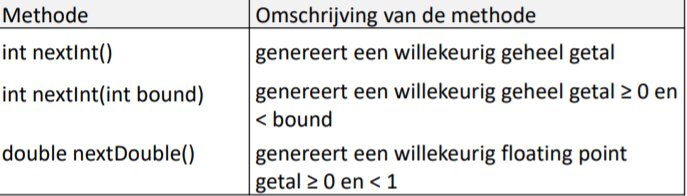 Methode Omschrijving van de methode
int nextInt() genereert een willekeurig geheel getal
int nextInt(int bound) genereert een willekeurig geheel getal ≥ 0 en
< bound
double nextDouble() genereert een willekeurig floating point
getal ≥ 0 en < 1